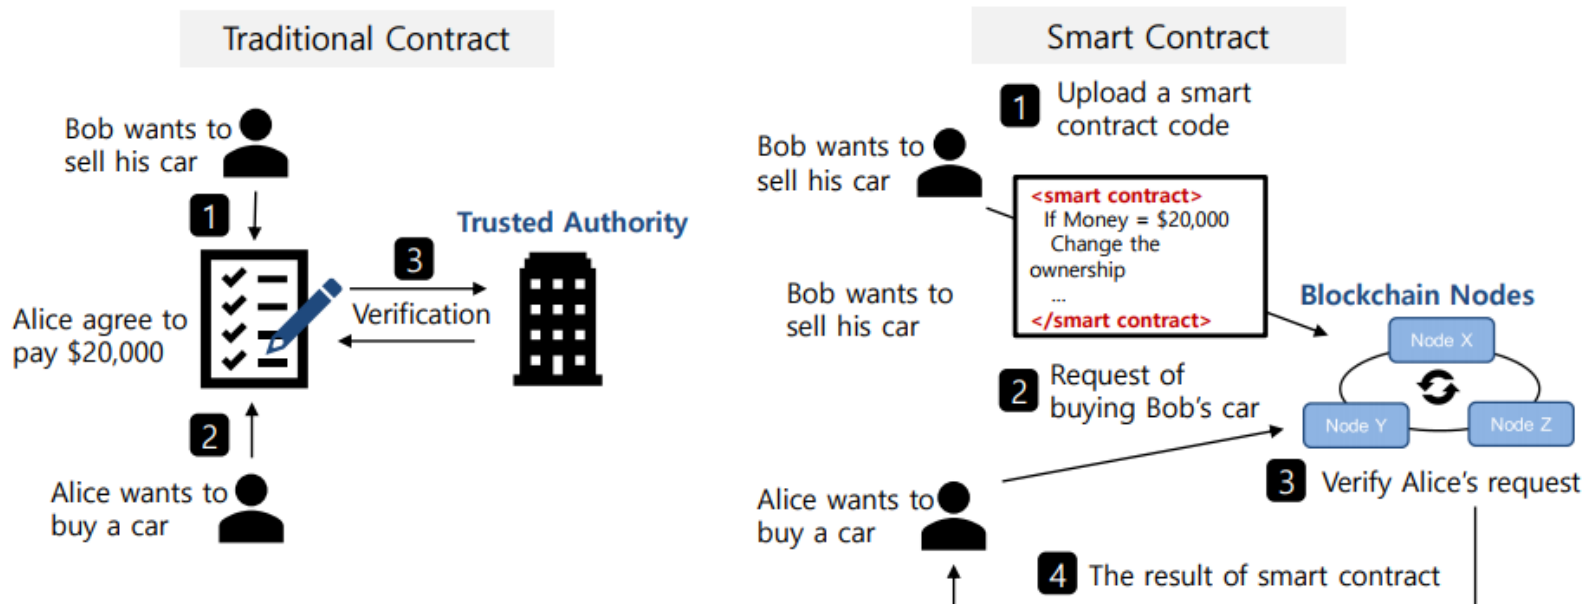 Traditional Contract
Bob wants to
sell his car
1
Trusted Authority
3
Verification
Alice agree to
pay $20,000
2
Alice wants to
buy a car
Smart Contract
1
Upload a smart
contract code
Bob wants to
sell his car
<smart contract>
If Money = $20,000
Change the
ownership
...
</smart contract>
Bob wants to
sell his car
Blockchain Nodes
Node X
Node Y
Node Z
2
Request of
buying Bob's car
3
Verify Alice's request
Alice wants to
buy a car
4
The result of smart contract